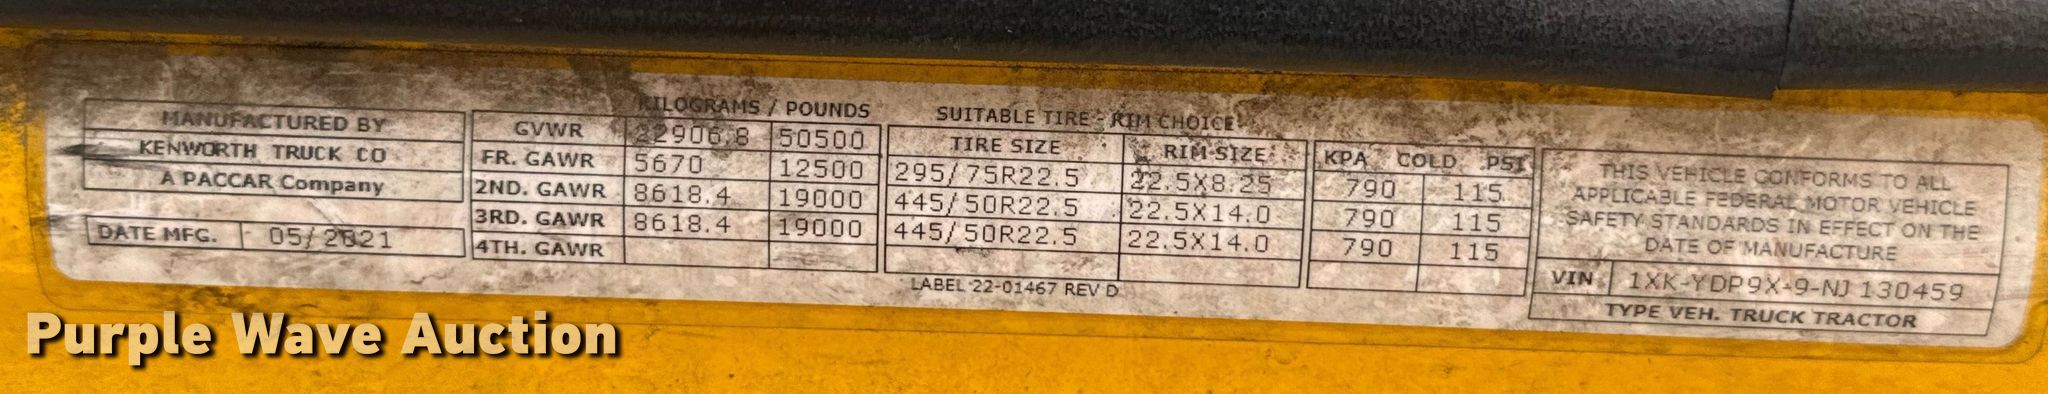 MANUFACTURED BY
KENWORTH TRUCK CO
A PACCAR Company
DATE MFG. 05/2021
KILOGRAMS / POUNDS
GVWR 22906.8 50500
FR. GAWR 5670 12500
2ND. GAWR 8618.4 19000
3RD. GAWR 8618.4 19000
4TH. GAWR
SUITABLE TIRE - RIM CHOICE
TIRE SIZE RIM SIZE
295/75R22.5 22.5X8.25
445/50R22.5 22.5X14.0
445/50R22.5 22.5X14.0
LABEL 22-01467 REV D
KPA COLD PSI
790 115
790 115
790 115
THIS VEHICLE CONFORMS TO ALL
APPLICABLE FEDERAL MOTOR VEHICLE
SAFETY STANDARDS IN EFFECT ON THE
DATE OF MANUFACTURE
VIN 1XK-YDP9X-9-NJ 130459
TYPE VEH. TRUCK TRACTOR
Purple Wave Auction